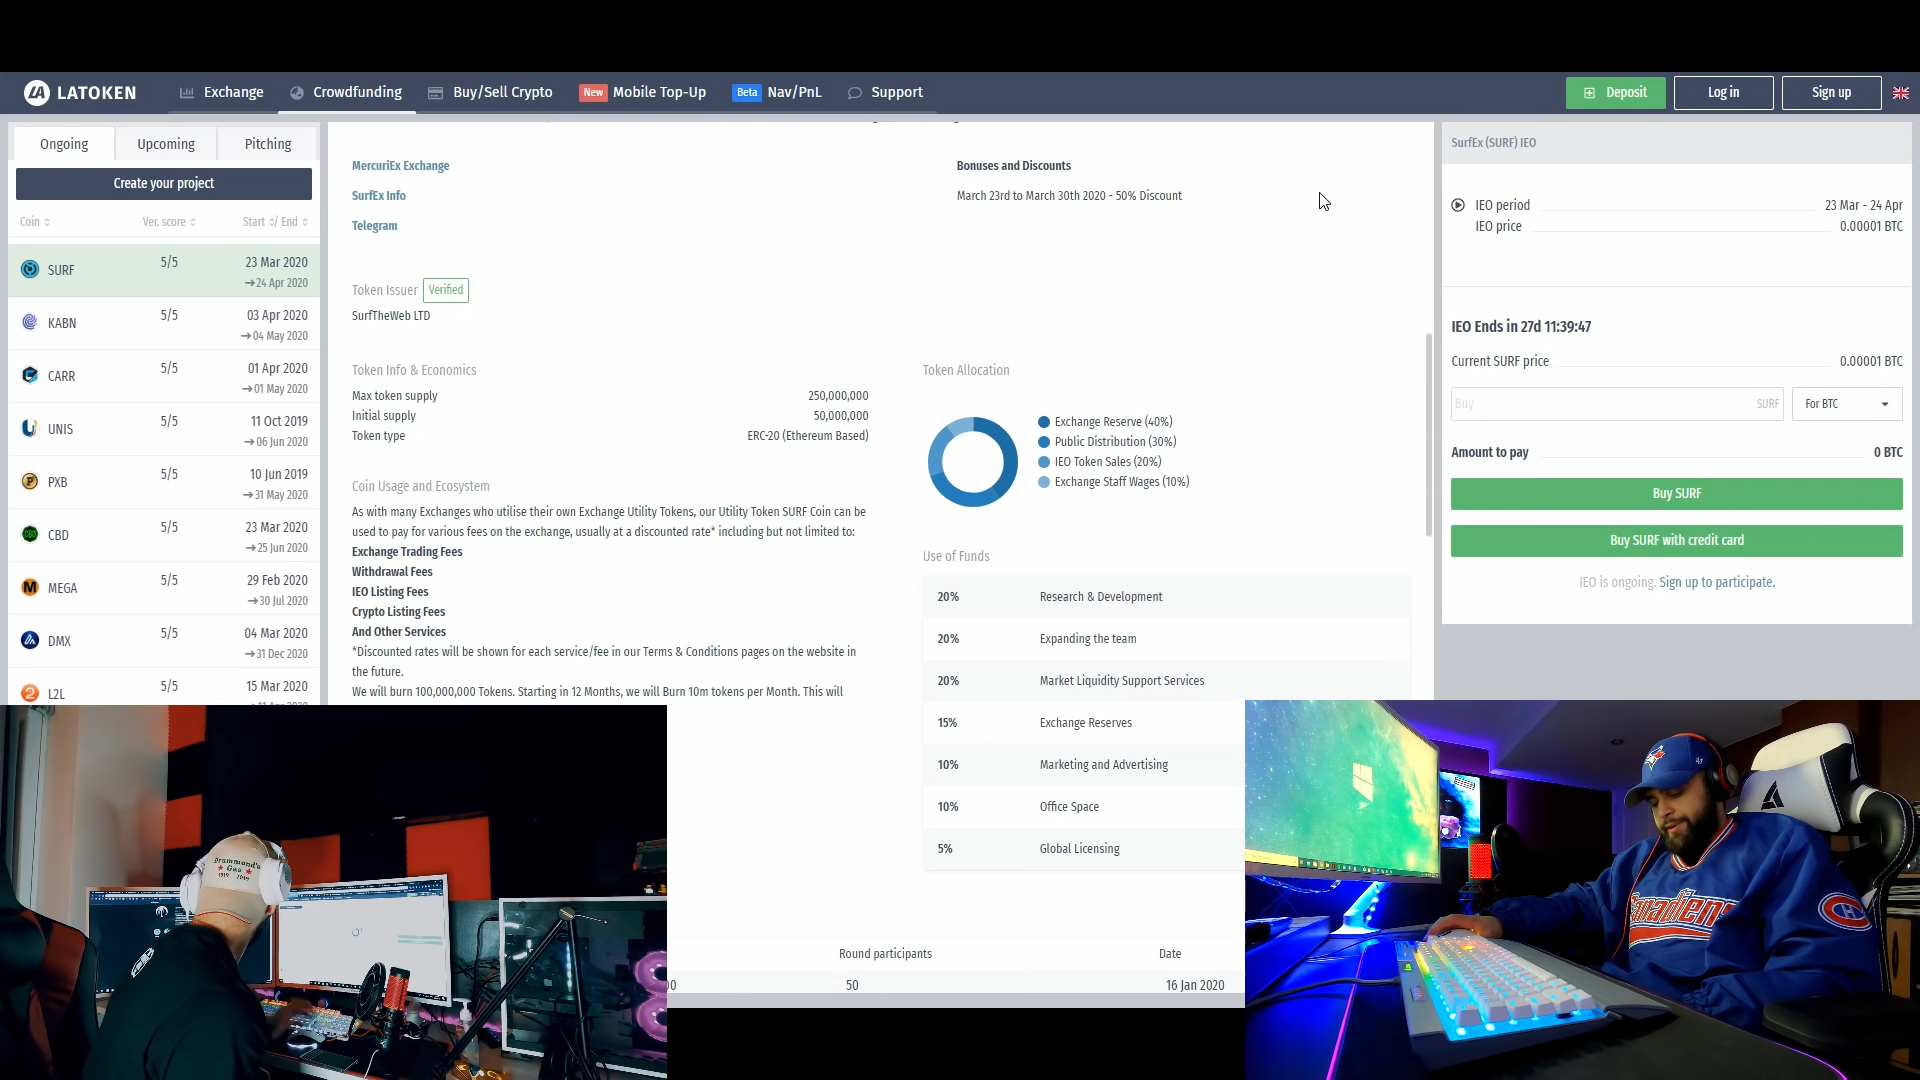 LATOKEN
Exchange
Crowdfunding
Buy/Sell Crypto
New Mobile Top-Up
Beta Nav/PnL
Support
Deposit
Log in
Sign up
Ongoing
Upcoming
Pitching
Create your project
Coin
Ver. score
Start / End
SURF 5/5 23 Mar 2020
→24 Apr 2020
KABN 5/5 03 Apr 2020
→04 May 2020
CARR 5/5 01 Apr 2020
→01 May 2020
UNIS 5/5 11 Oct 2019
→06 Jun 2020
PXB 5/5 10 Jun 2019
→31 May 2020
CBD 5/5 23 Mar 2020
→25 Jun 2020
MEGA 5/5 29 Feb 2020
→30 Jul 2020
DMX 5/5 04 Mar 2020
→31 Dec 2020
L2L 5/5 15 Mar 2020
MercuriEx Exchange
SurfEx Info
Telegram
Bonuses and Discounts
March 23rd to March 30th 2020 - 50% Discount
Token Issuer Verified
SurfTheWeb LTD
Token Info & Economics
Max token supply 250,000,000
Initial supply 50,000,000
Token type ERC-20 (Ethereum Based)
Coin Usage and Ecosystem
As with many Exchanges who utilise their own Exchange Utility Tokens, our Utility Token SURF Coin can be
used to pay for various fees on the exchange, usually at a discounted rate* including but not limited to:
Exchange Trading Fees
Withdrawal Fees
IEO Listing Fees
Crypto Listing Fees
And Other Services
*Discounted rates will be shown for each service/fee in our Terms & Conditions pages on the website in
the future.
We will burn 100,000,000 Tokens. Starting in 12 Months, we will Burn 10m tokens per Month. This will
Token Allocation
Exchange Reserve (40%)
Public Distribution (30%)
IEO Token Sales (20%)
Exchange Staff Wages (10%)
Use of Funds
20% Research & Development
20% Expanding the team
20% Market Liquidity Support Services
15% Exchange Reserves
10% Marketing and Advertising
10% Office Space
5% Global Licensing
Round participants
Date
50
16 Jan 2020
SurfEx (SURF) IEO
IEO period 23 Mar - 24 Apr
IEO price 0.00001 BTC
IEO Ends in 27d 11:39:47
Current SURF price 0.00001 BTC
Buy SURF
For BTC
Amount to pay 0 BTC
Buy SURF
Buy SURF with credit card
IEO is ongoing. Sign up to participate.
Drummond's
Gas
1919 2019
Canadiens